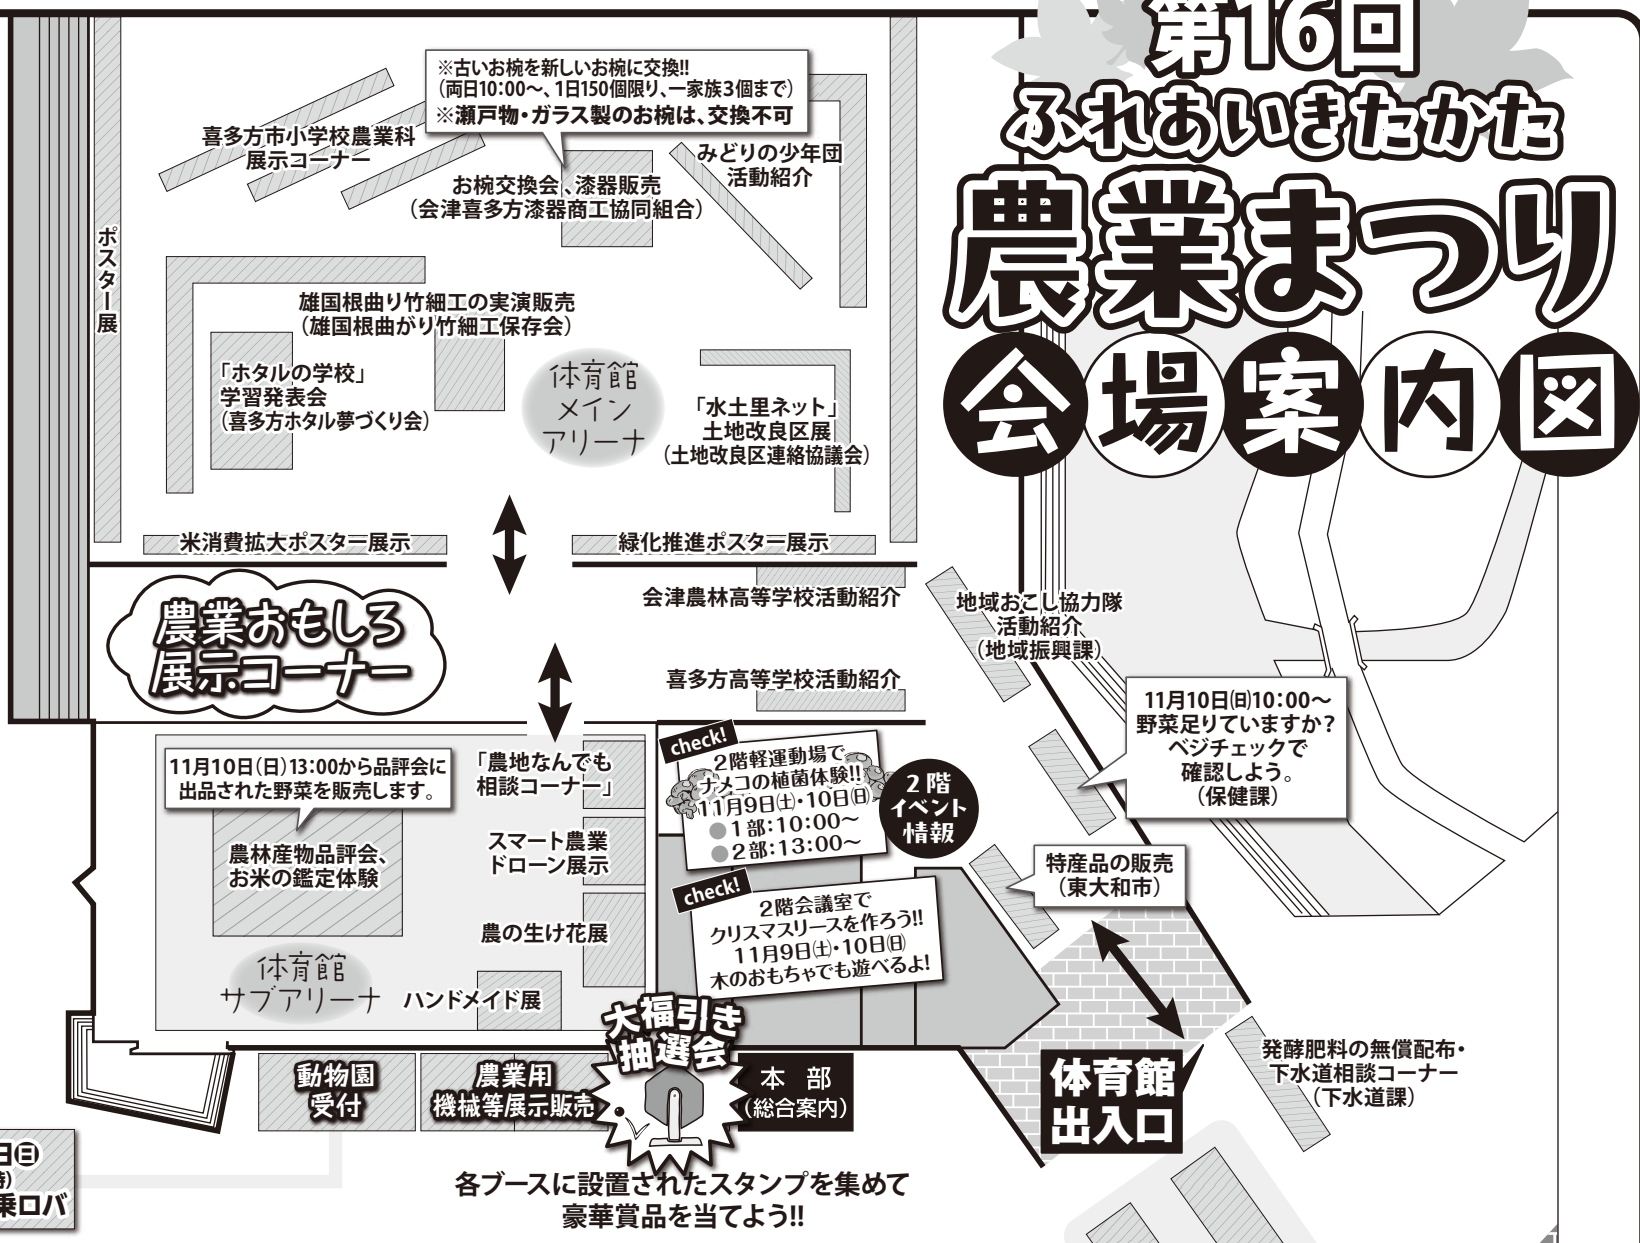 第16回
ふれあいきたかた
農業まつり
会場案内図
※古いお椀を新しいお椀に交換!!
(両日10:00～、1日150個限り、一家族3個まで)
※瀬戸物・ガラス製のお椀は、交換不可
喜多方市小学校農業科
展示コーナー
お椀交換会、漆器販売
(会津喜多方漆器商工協同組合)
みどりの少年団
活動紹介
ポスター展
雄国根曲り竹細工の実演販売
(雄国根曲がり竹細工保存会)
「ホタルの学校」
学習発表会
(喜多方ホタル夢づくり会)
体育館
メイン
アリーナ
「水土里ネット」
土地改良区展
(土地改良区連絡協議会)
米消費拡大ポスター展示
緑化推進ポスター展示
農業おもしろ
展示コーナー
会津農林高等学校活動紹介
喜多方高等学校活動紹介
地域おこし協力隊
活動紹介
(地域振興課)
11月10日(日)10:00～
野菜足りていますか?
ベジチェックで
確認しよう。
(保健課)
11月10日(日)13:00から品評会に
出品された野菜を販売します。
農林産物品評会、
お米の鑑定体験
「農地なんでも
相談コーナー」
スマート農業
ドローン展示
農の生け花展
体育館
サブアリーナ
ハンドメイド展
check!
2階軽運動場で
ナメコの植菌体験!!
11月9日(土)・10日(日)
●1部:10:00～
●2部:13:00～
2階
イベント
情報
check!
2階会議室で
クリスマスリースを作ろう!!
11月9日(土)・10日(日)
木のおもちゃでも遊べるよ!
特産品の販売
(東大和市)
体育館
出入口
発酵肥料の無償配布・
下水道相談コーナー
(下水道課)
動物園
受付
農業用
機械等展示販売
大福引き
抽選会
本部
(総合案内)
各ブースに設置されたスタンプを集めて
豪華賞品を当てよう!!
日(日)
乗ロバ